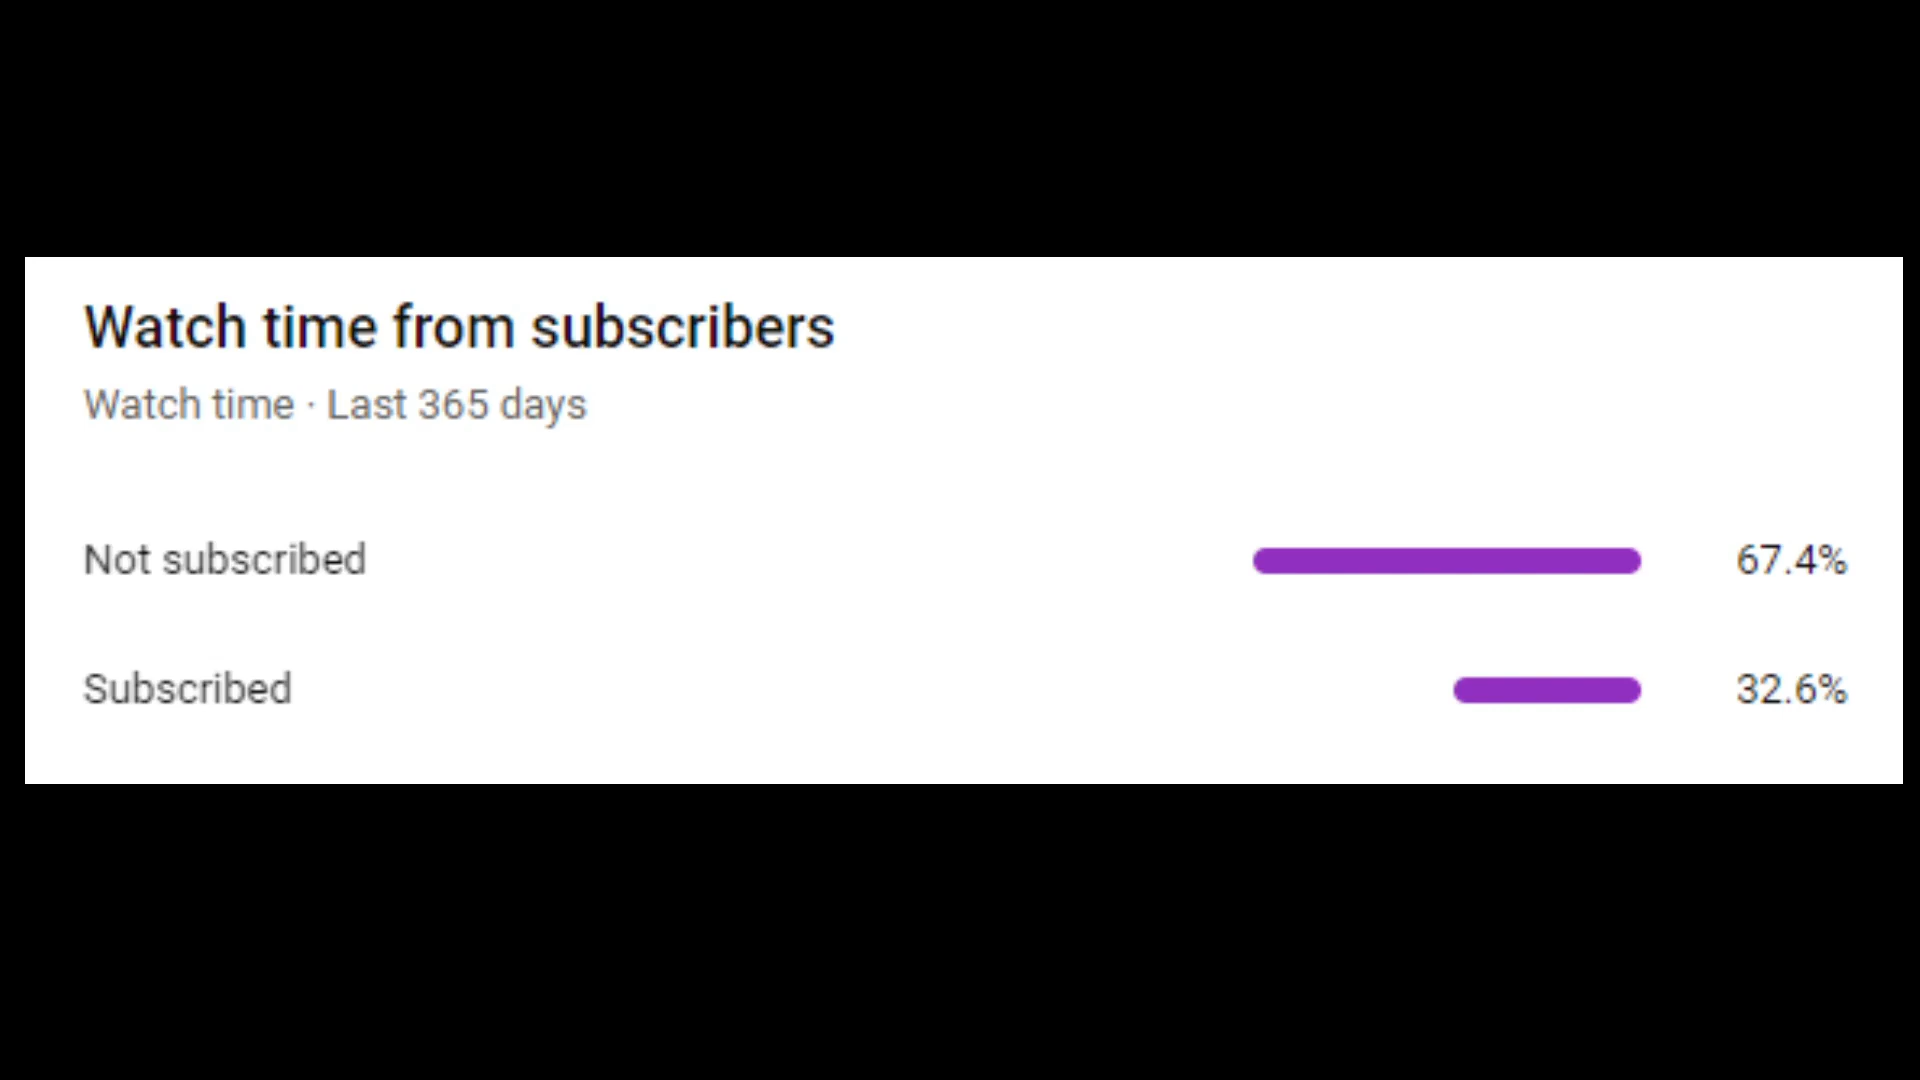 Watch time from subscribers
Watch time · Last 365 days
Not subscribed 67.4%
Subscribed 32.6%